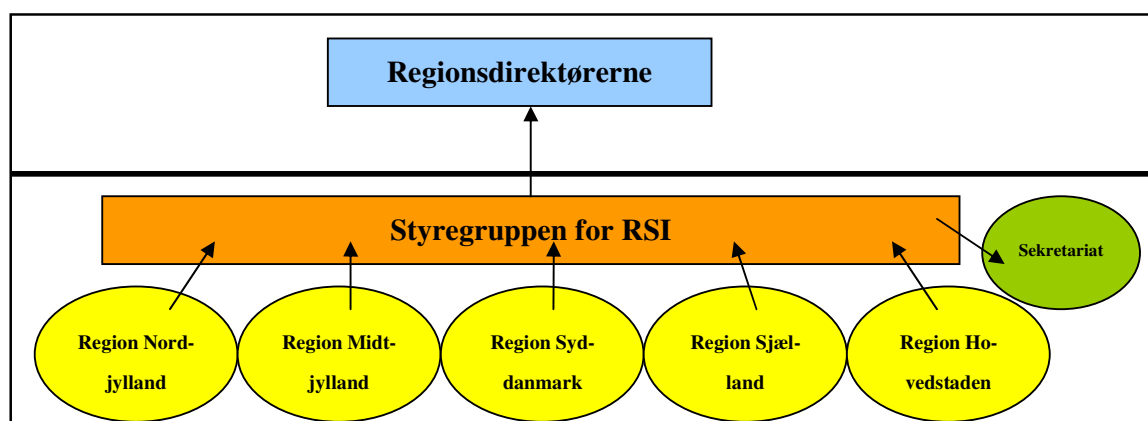 Regionsdirektørerne
Styregruppen for RSI
Sekretariat
Region Nord-
jylland
Region Midt-
jylland
Region Syd-
danmark
Region Sjæl-
land
Region Ho-
vedstaden